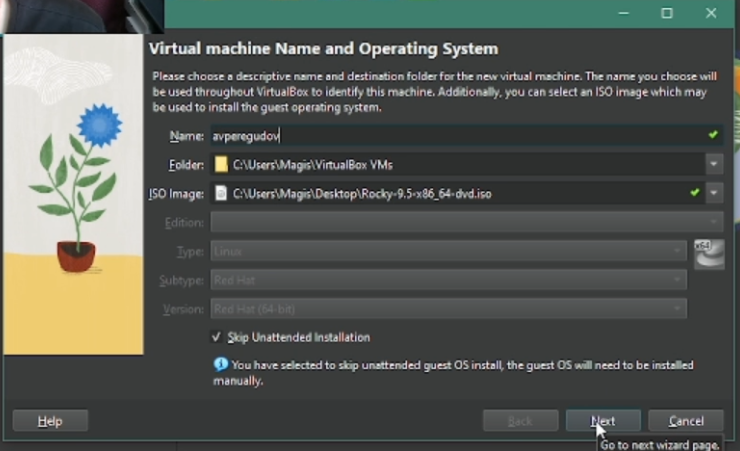 Virtual machine Name and Operating System
Please choose a descriptive name and destination folder for the new virtual machine. The name you choose will
be used throughout VirtualBox to identify this machine. Additionally, you can select an ISO image which may
be used to install the guest operating system.
Name: avperegudov
Folder: C:\Users\Magis\VirtualBox VMs
ISO Image: C:\Users\Magis\Desktop\Rocky-9.5-x86_64-dvd.iso
Edition:
Type: Linux
x64
Subtype: Red Hat
Version: Red Hat (64-bit)
Skip Unattended Installation
You have selected to skip unattended guest OS install, the guest OS will need to be installed
manually.
Help Back Next Cancel
Go to next wizard page.